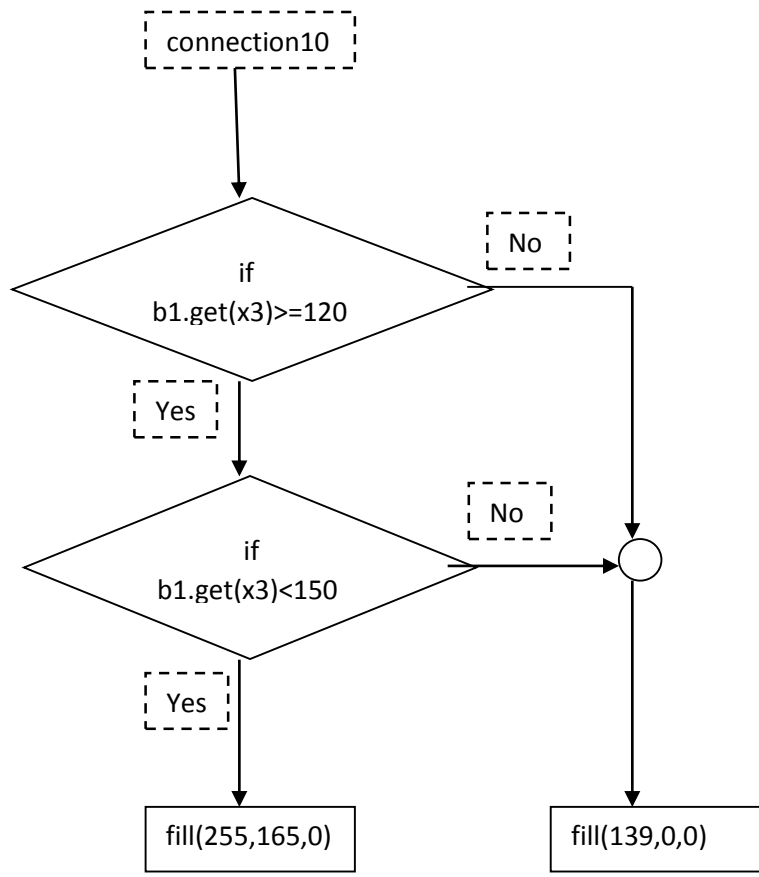 connection10
if
b1.get(x3)>=120
No
Yes
if
b1.get(x3)<150
No
Yes
fill(255,165,0)
fill(139,0,0)